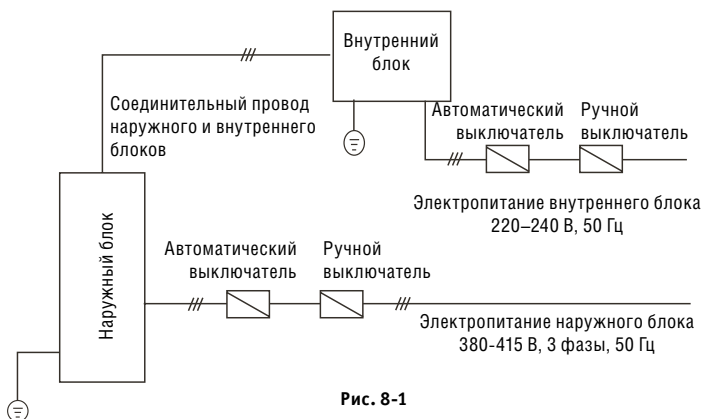 Внутренний
блок
Соединительный провод
наружного и внутреннего
блоков
Автоматический
выключатель
Ручной
выключатель
Электропитание внутреннего блока
220–240 В, 50 Гц
Наружный блок
Автоматический
выключатель
Ручной
выключатель
Электропитание наружного блока
380-415 В, 3 фазы, 50 Гц
Рис. 8-1